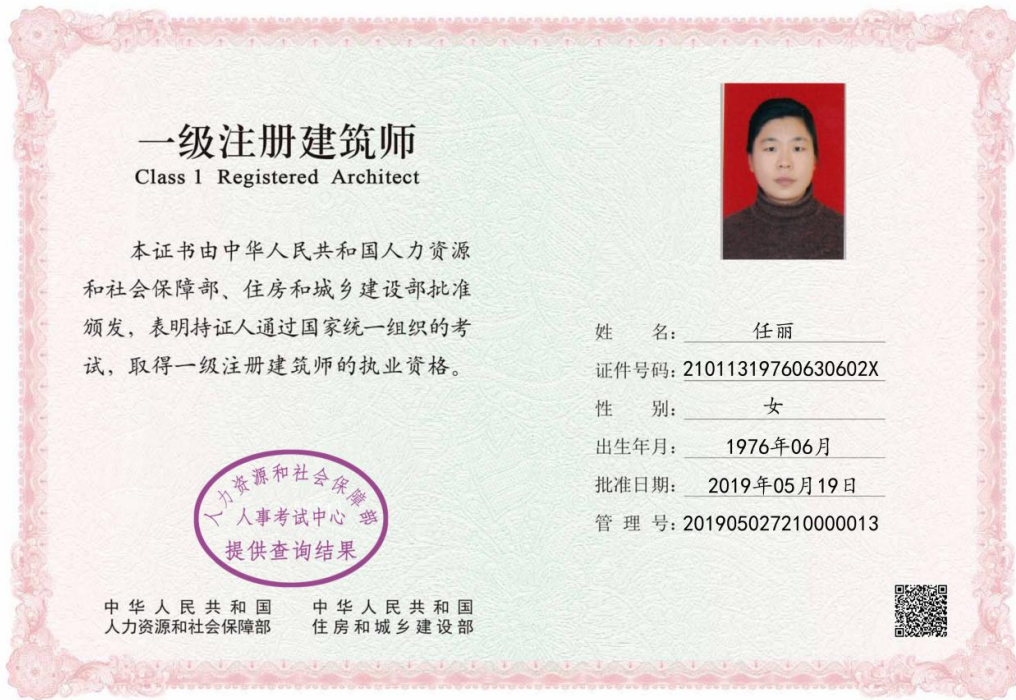 一级注册建筑师
Class 1 Registered Architect
本证书由中华人民共和国人力资源
和社会保障部、住房和城乡建设部批准
颁发，表明持证人通过国家统一组织的考
试，取得一级注册建筑师的执业资格。
人力资源和社会保障部
人事考试中心
提供查询结果
中华人民共和国
人力资源和社会保障部
中华人民共和国
住房和城乡建设部
姓 名：任丽
证件号码：21011319760630602X
性 别：女
出生年月：1976年06月
批准日期：2019年05月19日
管 理 号：201905027210000013